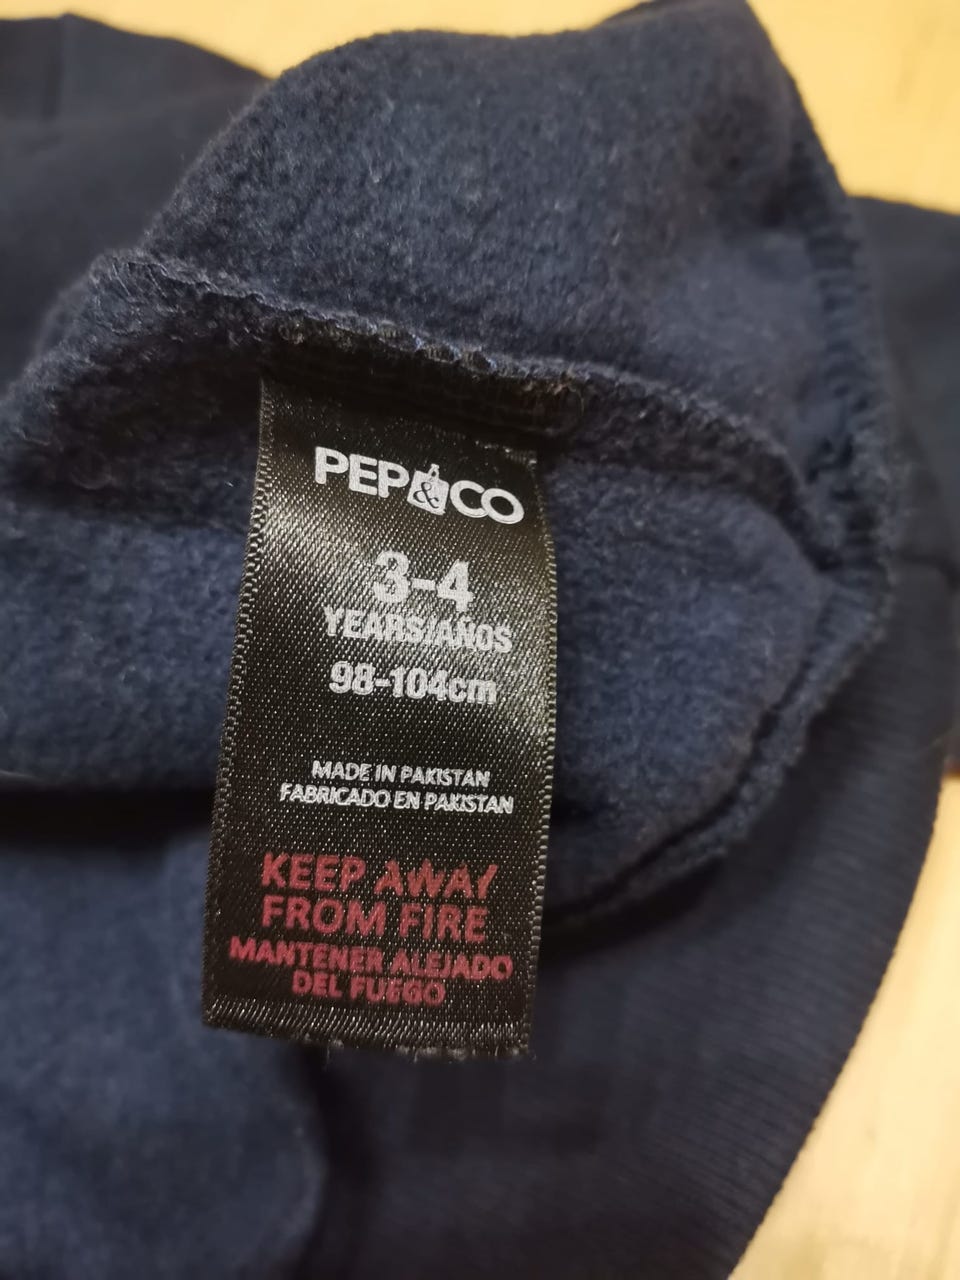 PEP&CO
3-4
YEARS/AÑOS
98-104cm
MADE IN PAKISTAN
FABRICADO EN PAKISTAN
KEEP AWAY
FROM FIRE
MANTENER ALEJADO
DEL FUEGO